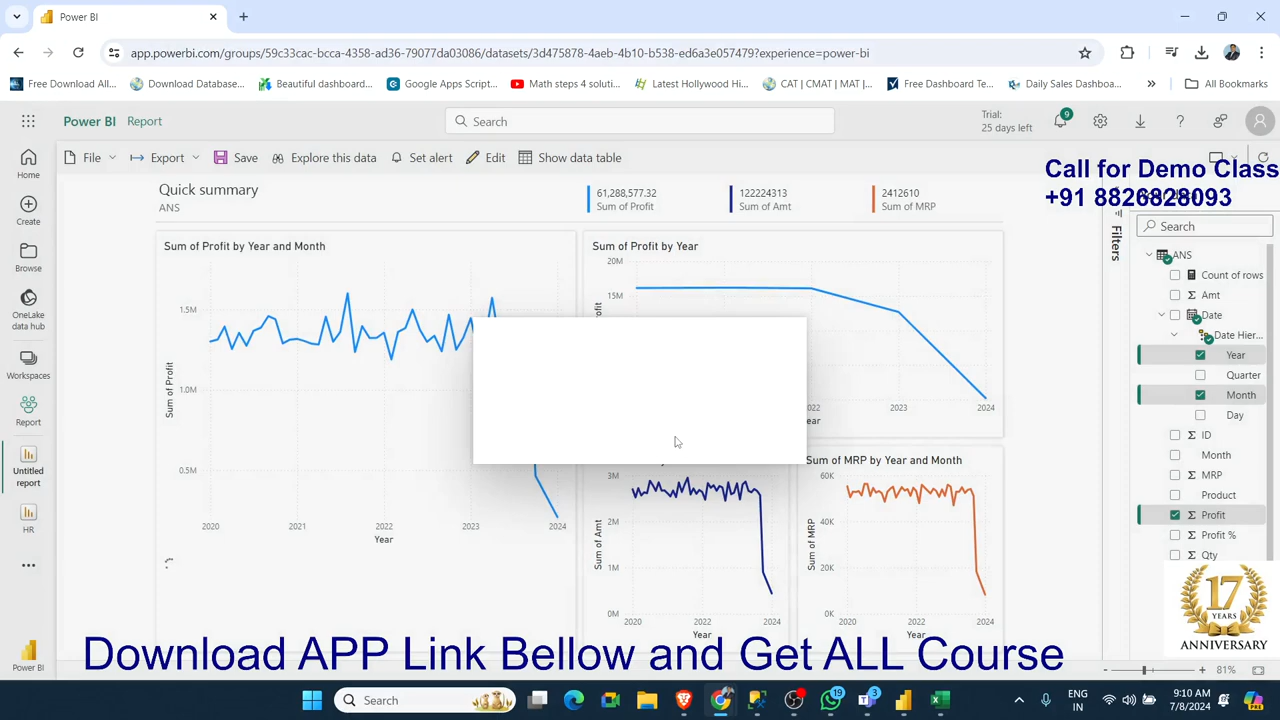 Power BI
app.powerbi.com/groups/59c33cac-bcca-4358-ad36-79077da03086/datasets/3d475878-4aeb-4b10-b538-ed6a3e057479?experience=power-bi
Free Download All...
Download Database...
Beautiful dashboard...
Google Apps Script...
Math steps 4 soluti...
Latest Hollywood Hi...
CAT | CMAT | MAT |...
Free Dashboard Te...
Daily Sales Dashboa...
»
All Bookmarks
Power BI Report
Search
Trial:
25 days left
9
File
Export
Save
Explore this data
Set alert
Edit
Show data table
Call for Demo Class
+91 8826828093
Home
Create
Browse
OneLake
data hub
Workspaces
Report
Untitled
report
HR
Power BI
Quick summary
ANS
61,288,577.32
Sum of Profit
122224313
Sum of Amt
2412610
Sum of MRP
Sum of Profit by Year and Month
Sum of Profit
1.5M
1.0M
0.5M
2020 2021 2022 2023 2024
Year
Sum of Profit by Year
20M
15M
rofit
022 2023 2024
ear
3M
2M
1M
0M
Sum of Amt
2020 2022 2024
Year
Sum of MRP by Year and Month
60K
40K
20K
0K
Sum of MRP
2020 2022 2024
Year
Filters
Search
ANS
Count of rows
Amt
Date
Date Hier...
Year
Quarter
Month
Day
ID
Month
MRP
Product
Profit
Profit %
Qty
17
YEARS
ANNIVERSARY
Download APP Link Bellow and Get ALL Course
81%
Search
19
3
ENG
IN
9:10 AM
7/8/2024